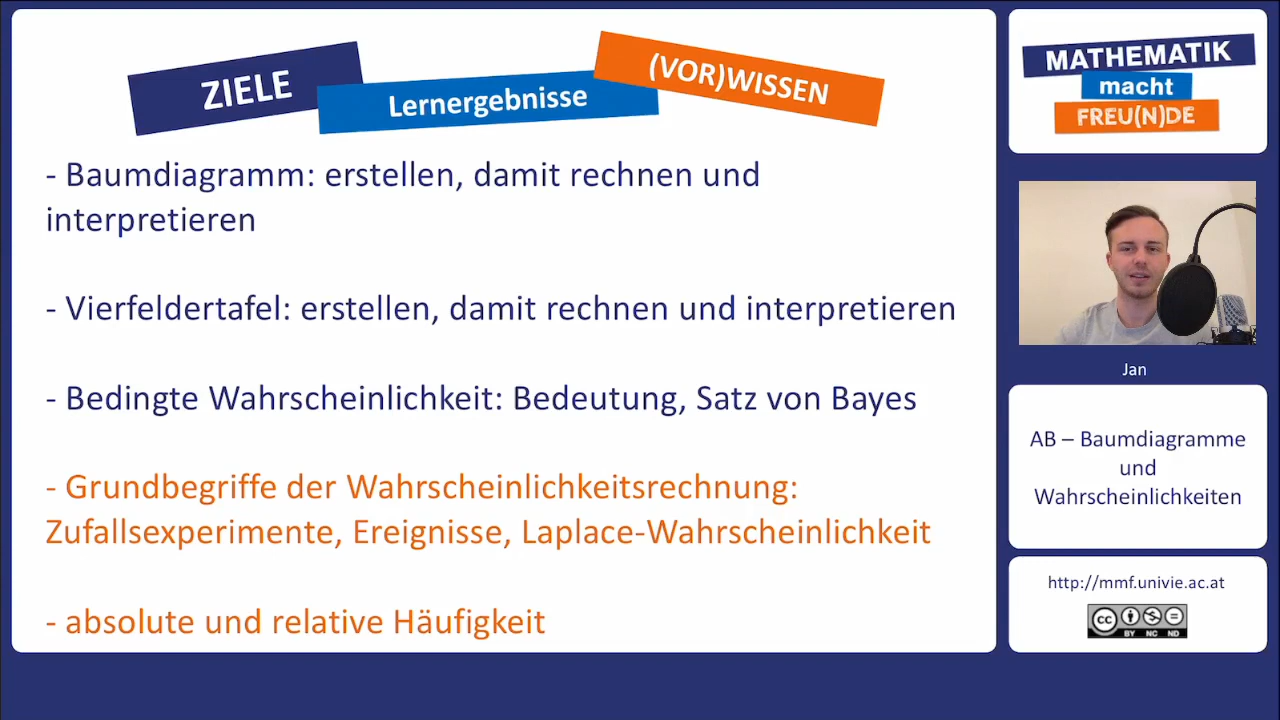 ZIELE
Lernergebnisse
(VOR)WISSEN
- Baumdiagramm: erstellen, damit rechnen und
interpretieren
- Vierfeldertafel: erstellen, damit rechnen und interpretieren
- Bedingte Wahrscheinlichkeit: Bedeutung, Satz von Bayes
- Grundbegriffe der Wahrscheinlichkeitsrechnung:
Zufallsexperimente, Ereignisse, Laplace-Wahrscheinlichkeit
- absolute und relative Häufigkeit
MATHEMATIK
macht
FREU(N)DE
Jan
AB – Baumdiagramme
und
Wahrscheinlichkeiten
http://mmf.univie.ac.at
cc
BY NC ND